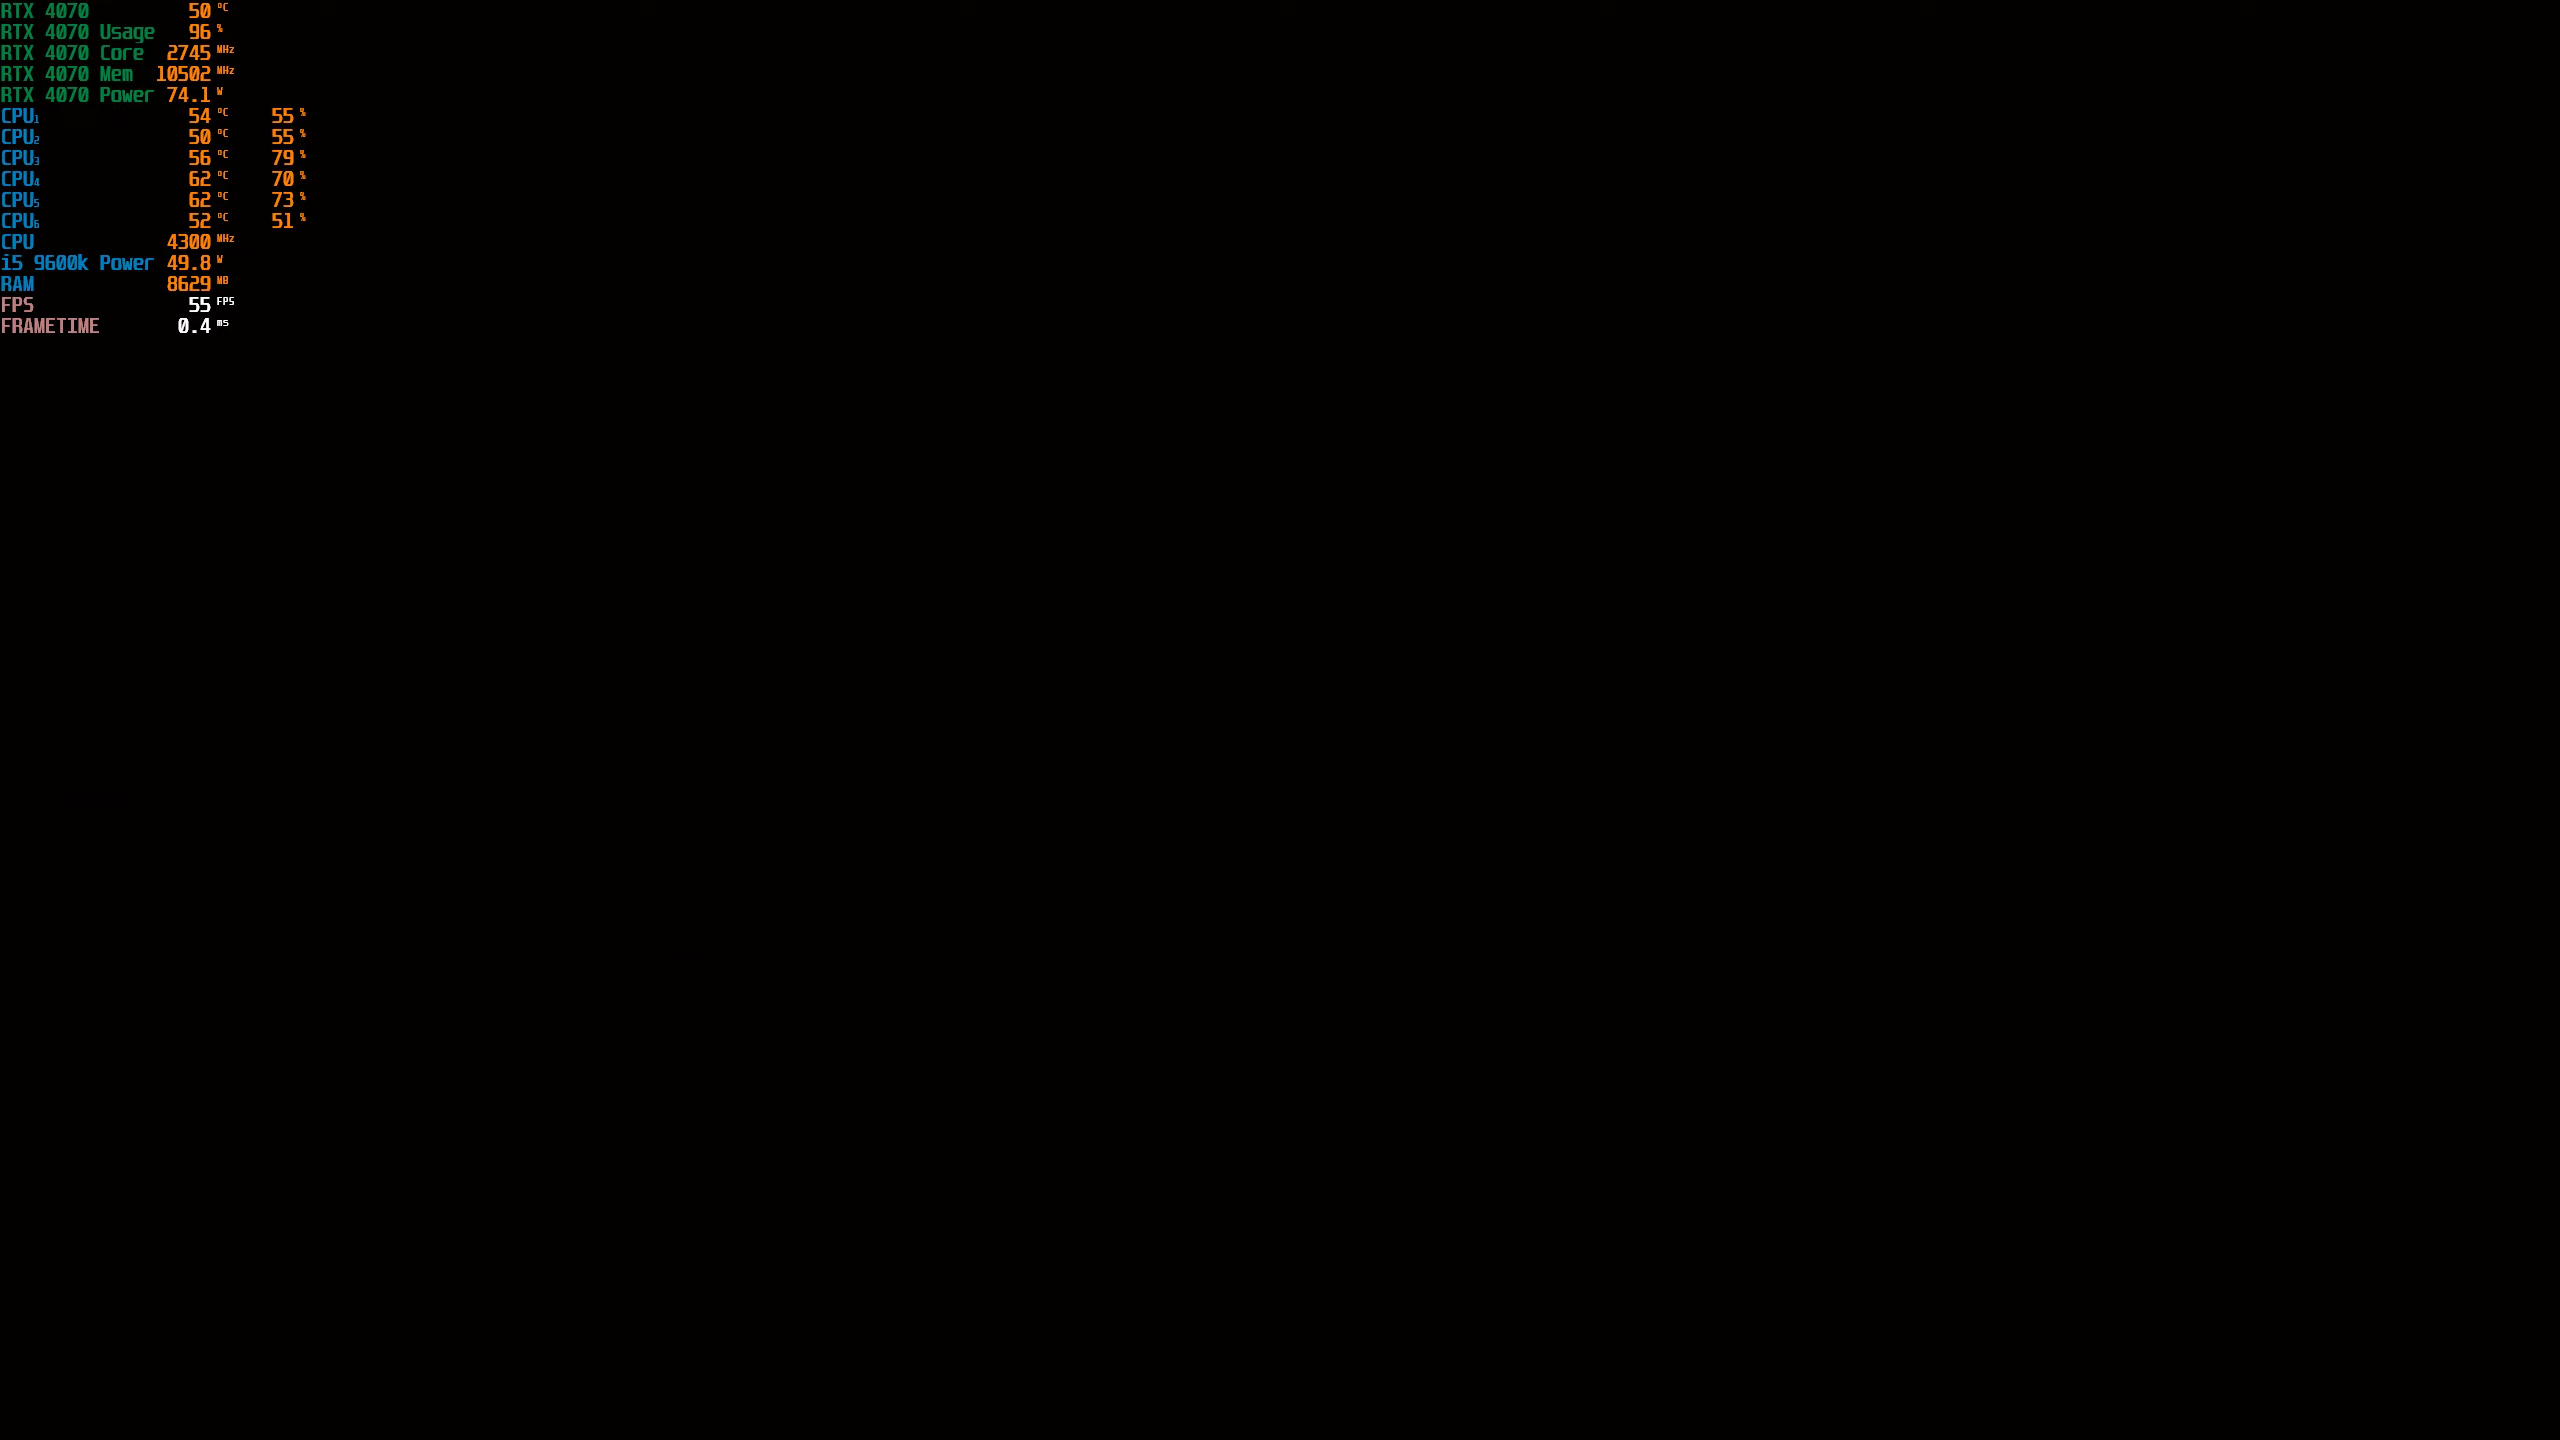 RTX 4070 50 °C
RTX 4070 Usage 96 %
RTX 4070 Core 2745 MHz
RTX 4070 Mem 10502 MHz
RTX 4070 Power 74.1 W
CPU1 54 °C 55 %
CPU2 50 °C 55 %
CPU3 56 °C 79 %
CPU4 62 °C 70 %
CPU5 62 °C 73 %
CPU6 52 °C 51 %
CPU 4300 MHz
i5 9600k Power 49.8 W
RAM 8629 MB
FPS 55 FPS
FRAMETIME 0.4 ms